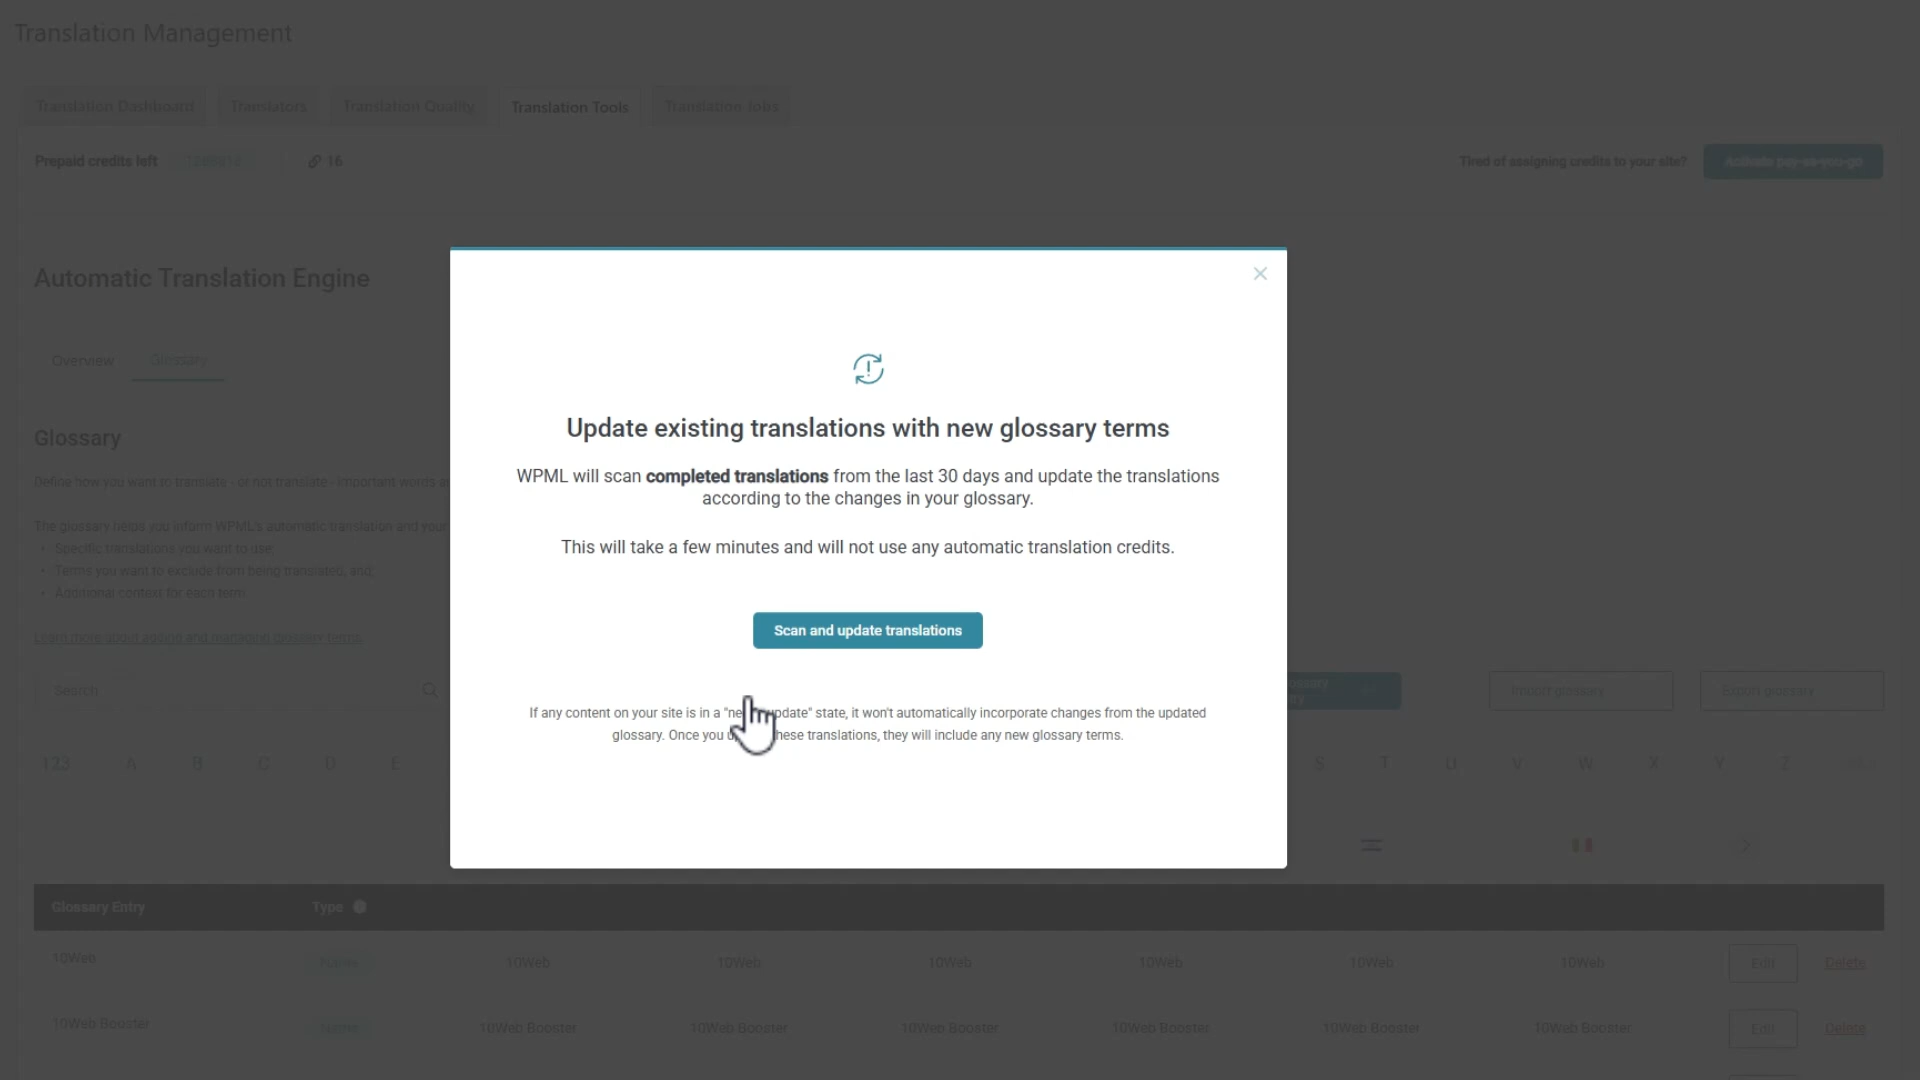 Translation Management
Translation Dashboard
Translators
Translation Quality
Translation Tools
Translation Jobs
Prepaid credits left
16
Tired of assigning credits to your site?
Activate pay-as-you-go
Automatic Translation Engine
Overview
Glossary
Glossary
Define how you want to translate - or not translate - important words
The glossary helps you inform WPML's automatic translation and your
• Specific translations you want to use;
• Terms you want to exclude from being translated, and;
• Additional context for each term.
Learn more about adding and managing glossary terms.
Update existing translations with new glossary terms
WPML will scan completed translations from the last 30 days and update the translations
according to the changes in your glossary.
This will take a few minutes and will not use any automatic translation credits.
Scan and update translations
If any content on your site is in a "ne update" state, it won't automatically incorporate changes from the updated
glossary. Once you these translations, they will include any new glossary terms.
Search
Import glossary
Export glossary
123 A B C D E S T U V W X Y Z
Glossary Entry Type
10Web Name 10Web 10Web 10Web 10Web 10Web 10Web Edit Delete
10Web Booster Name 10Web Booster 10Web Booster 10Web Booster 10Web Booster 10Web Booster 10Web Booster Edit Delete